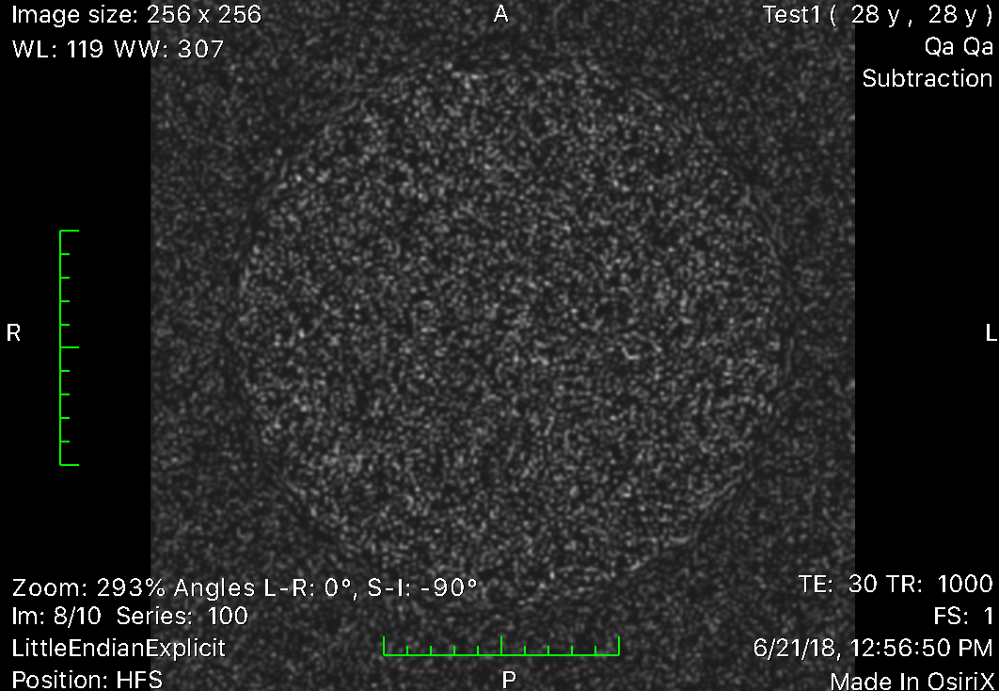 Image size: 256 x 256
WL: 119 WW: 307
A
Test1 ( 28 y , 28 y )
Qa Qa
Subtraction
R
L
Zoom: 293% Angles L-R: 0°, S-I: -90°
Im: 8/10 Series: 100
LittleEndianExplicit
Position: HFS
P
TE: 30 TR: 1000
FS: 1
6/21/18, 12:56:50 PM
Made In OsiriX